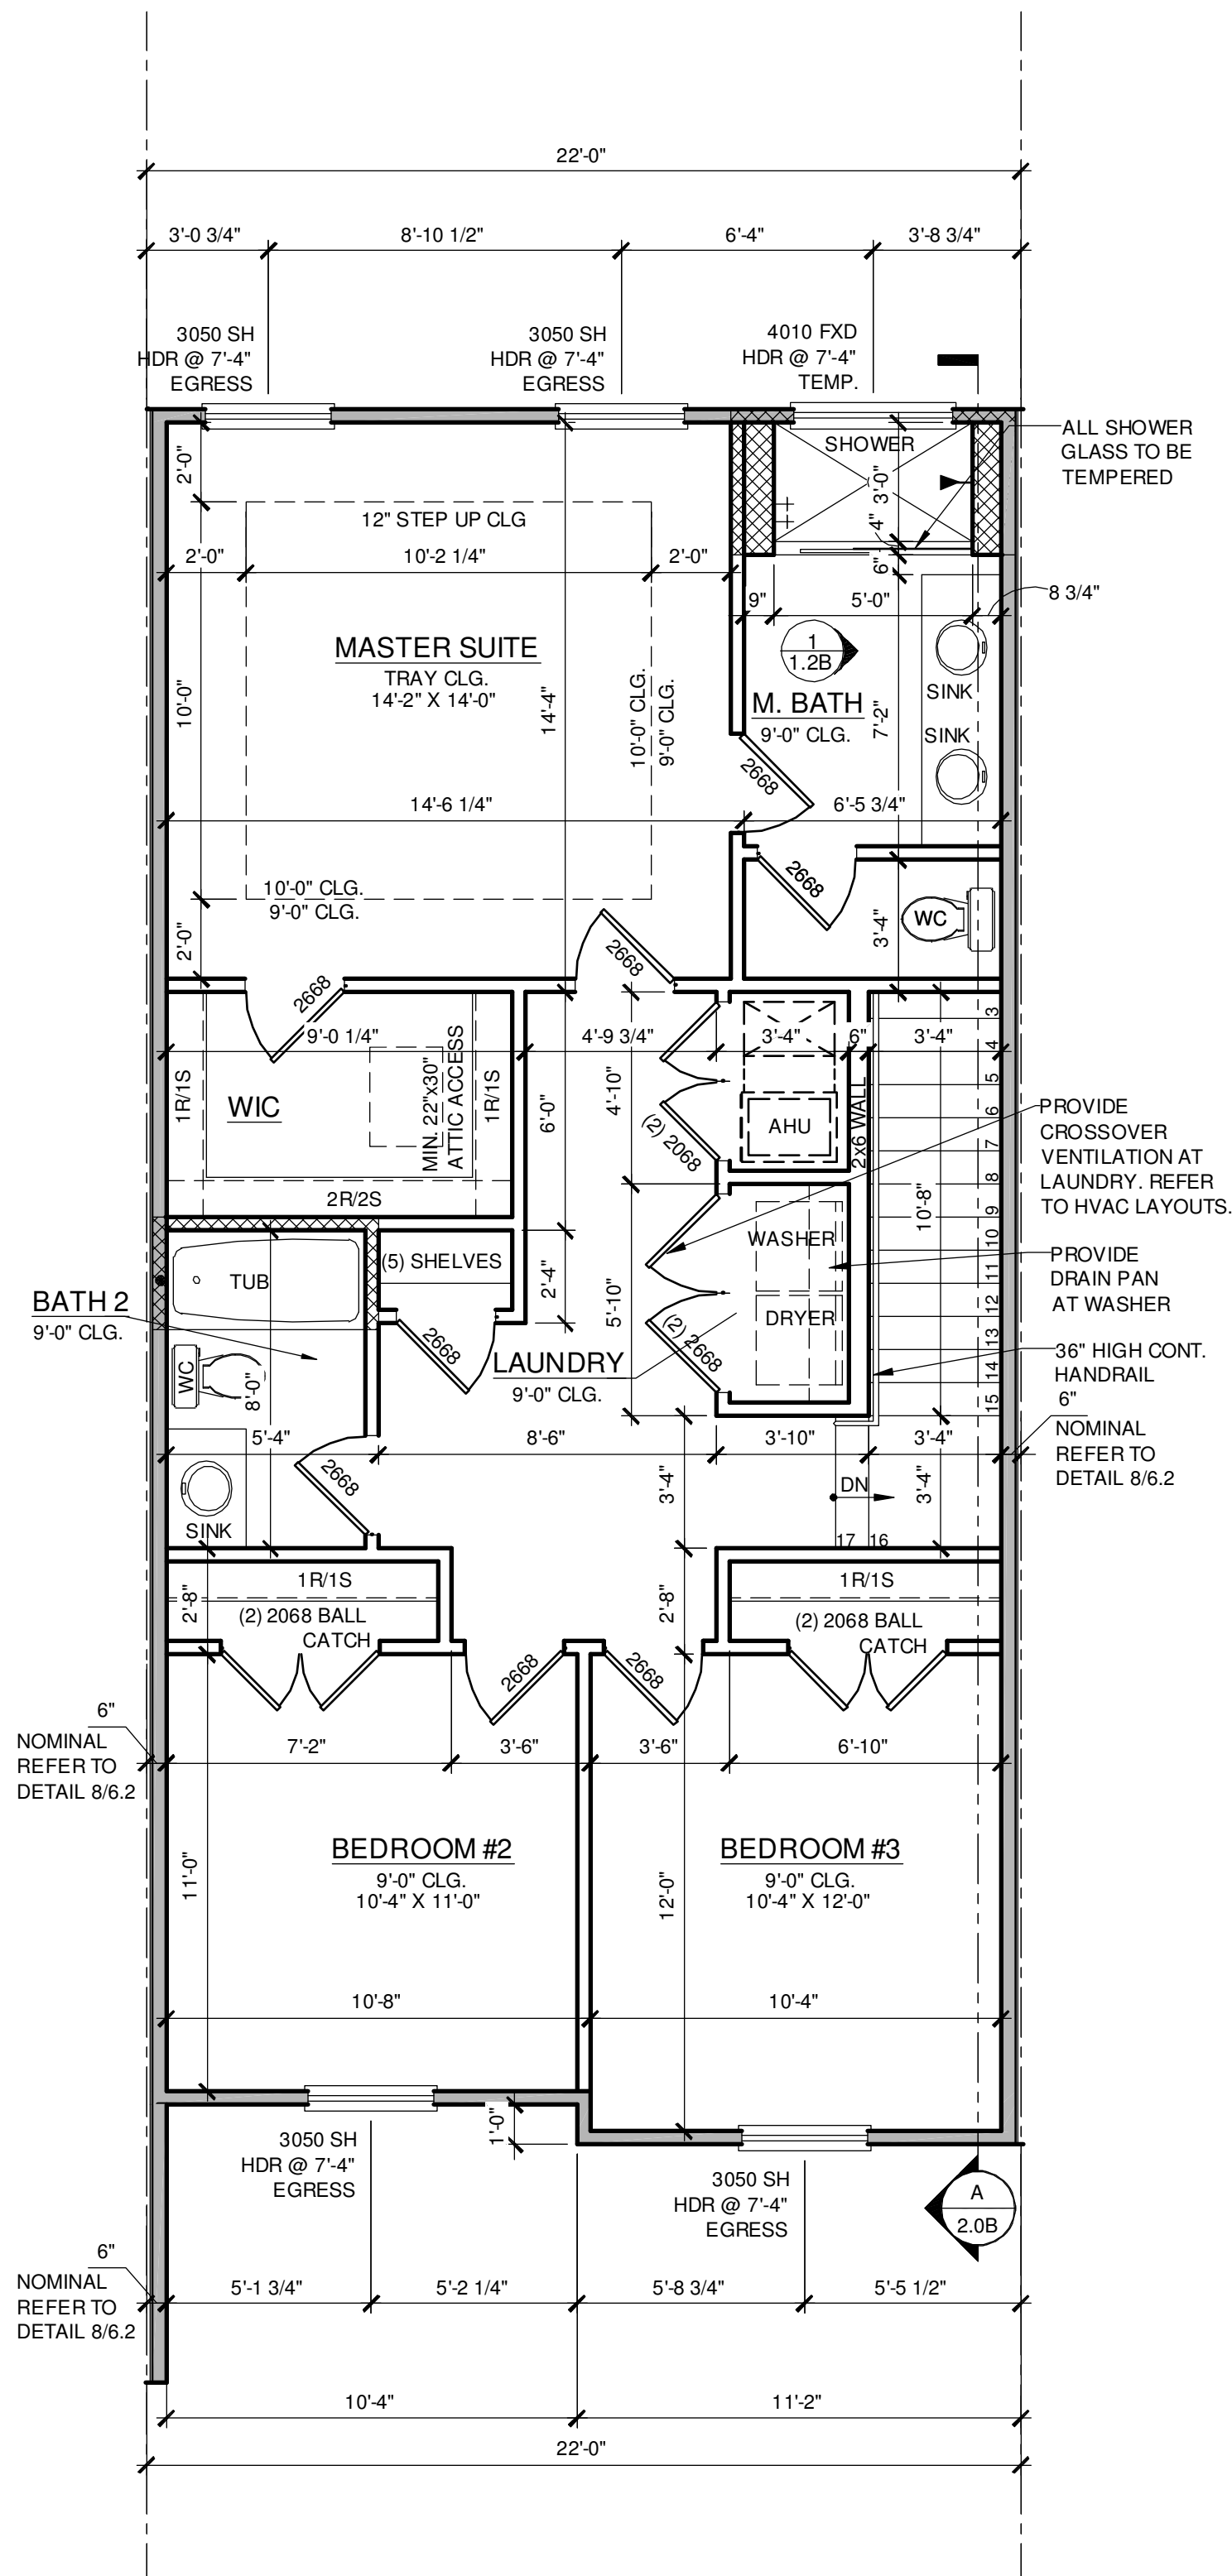 22'-0"
3'-0 3/4"
8'-10 1/2"
6'-4"
3'-8 3/4"
3050 SH
HDR @ 7'-4"
EGRESS
3050 SH
HDR @ 7'-4"
EGRESS
4010 FXD
HDR @ 7'-4"
TEMP.
ALL SHOWER
GLASS TO BE
TEMPERED
SHOWER
2'-0"
3'-0"
4"
6"
12" STEP UP CLG
2'-0"
10'-2 1/4"
2'-0"
9"
5'-0"
8 3/4"
MASTER SUITE
TRAY CLG.
14'-2" X 14'-0"
1
1.2B
SINK
M. BATH
9'-0" CLG.
SINK
10'-0"
14'-4"
10'-0" CLG.
9'-0" CLG.
7'-2"
2668
14'-6 1/4"
6'-5 3/4"
10'-0" CLG.
9'-0" CLG.
2668
WC
3'-4"
2'-0"
2668
2668
9'-0 1/4"
4'-9 3/4"
3'-4"
6"
3'-4"
3
4
5
6
7
8
9
10
11
12
13
14
15
1R/1S
WIC
MIN. 22"x30"
ATTIC ACCESS
1R/1S
6'-0"
4'-10"
(2) 2068
AHU
2x6 WALL
10'-8"
PROVIDE
CROSSOVER
VENTILATION AT
LAUNDRY. REFER
TO HVAC LAYOUTS.
2R/2S
WASHER
PROVIDE
DRAIN PAN
AT WASHER
TUB
(5) SHELVES
2'-4"
5'-10"
DRYER
BATH 2
9'-0" CLG.
2668
(2) 2668
LAUNDRY
9'-0" CLG.
36" HIGH CONT.
HANDRAIL
WC
8'-0"
6"
NOMINAL
REFER TO
DETAIL 8/6.2
5'-4"
8'-6"
3'-10"
3'-4"
2668
SINK
3'-4"
DN
3'-4"
17
16
1R/1S
(2) 2068 BALL
CATCH
2'-8"
2'-8"
1R/1S
(2) 2068 BALL
CATCH
2668
2668
6"
NOMINAL
REFER TO
DETAIL 8/6.2
7'-2"
3'-6"
3'-6"
6'-10"
BEDROOM #2
9'-0" CLG.
10'-4" X 11'-0"
BEDROOM #3
9'-0" CLG.
10'-4" X 12'-0"
11'-0"
12'-0"
10'-8"
10'-4"
1'-0"
3050 SH
HDR @ 7'-4"
EGRESS
3050 SH
HDR @ 7'-4"
EGRESS
A
2.0B
6"
NOMINAL
REFER TO
DETAIL 8/6.2
5'-1 3/4"
5'-2 1/4"
5'-8 3/4"
5'-5 1/2"
10'-4"
11'-2"
22'-0"